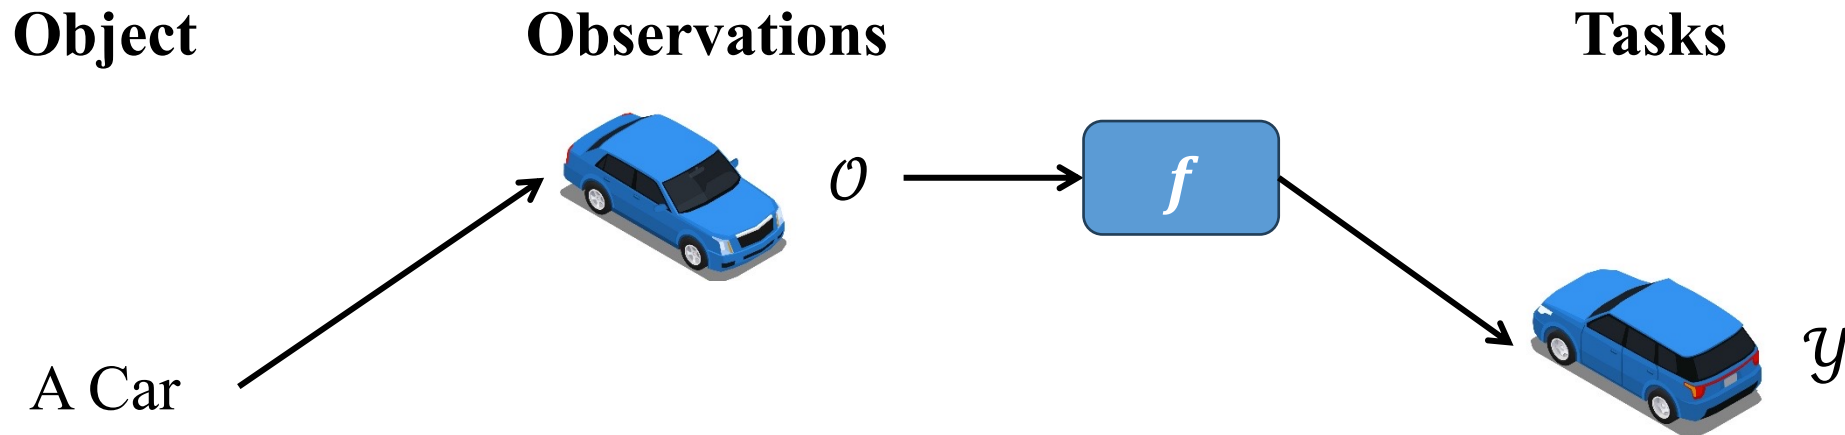 Object Observations Tasks
𝒪 f
A Car 𝒴